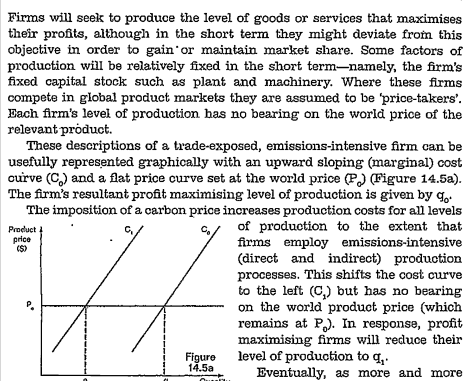 Firms will seek to produce the level of goods or services that maximises
their profits, although in the short term they might deviate from this
objective in order to gain or maintain market share. Some factors of
production will be relatively fixed in the short term—namely, the firm's
fixed capital stock such as plant and machinery. Where these firms
compete in global product markets they are assumed to be 'price-takers'.
Each firm's level of production has no bearing on the world price of the
relevant product.
These descriptions of a trade-exposed, emissions-intensive firm can be
usefully represented graphically with an upward sloping (marginal) cost
curve (C₀) and a flat price curve set at the world price (P₀) (Figure 14.5a).
The firm's resultant profit maximising level of production is given by q₀.
The imposition of a carbon price increases production costs for all levels
Product
price
($)
C₁
C₀
P₀
Figure
14.5a
of production to the extent that
firms employ emissions-intensive
(direct and indirect) production
processes. This shifts the cost curve
to the left (C₁) but has no bearing
on the world product price (which
remains at P₀). In response, profit
maximising firms will reduce their
level of production to q₁.
Eventually, as more and more